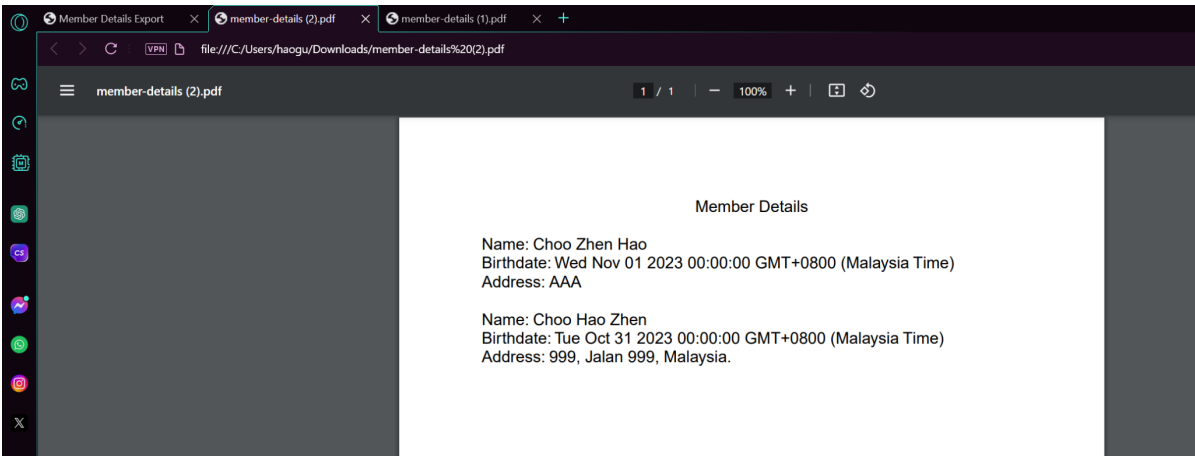 Member Details Export
member-details (2).pdf
member-details (1).pdf
VPN
file:///C:/Users/haogu/Downloads/member-details%20(2).pdf
member-details (2).pdf
1 / 1
100%
CS
Member Details
Name: Choo Zhen Hao
Birthdate: Wed Nov 01 2023 00:00:00 GMT+0800 (Malaysia Time)
Address: AAA
Name: Choo Hao Zhen
Birthdate: Tue Oct 31 2023 00:00:00 GMT+0800 (Malaysia Time)
Address: 999, Jalan 999, Malaysia.